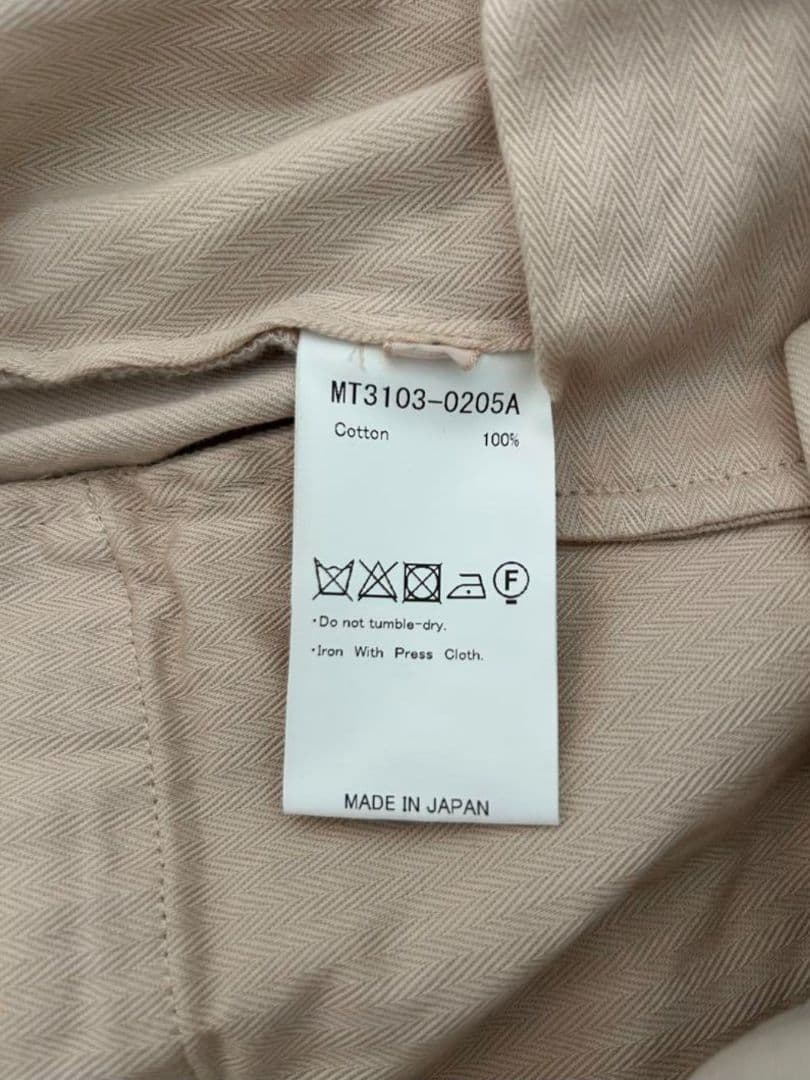 MT3103-0205A
Cotton 100%
F
・Do not tumble-dry.
・Iron With Press Cloth.
MADE IN JAPAN